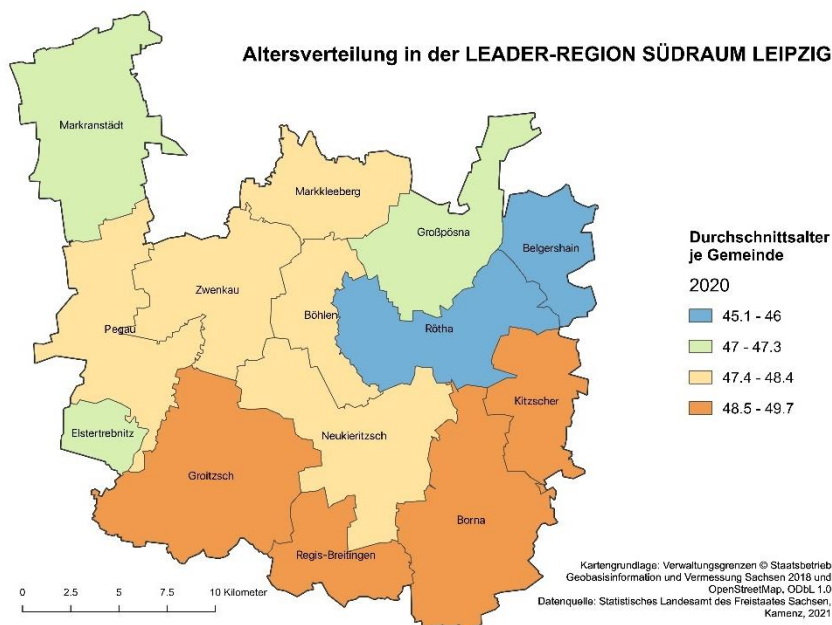 Altersverteilung in der LEADER-REGION SÜDRAUM LEIPZIG
Markranstädt
Markkleeberg
Großpösna
Belgershain
Zwenkau
Böhlen
Pegau
Rötha
Kitzscher
Elstertrebnitz
Neukieritzsch
Groitzsch
Borna
Regis-Breitingen
Durchschnittsalter
je Gemeinde
2020
45.1 - 46
47 - 47.3
47.4 - 48.4
48.5 - 49.7
0 2.5 5 7.5 10 Kilometer
Kartengrundlage: Verwaltungsgrenzen © Staatsbetrieb
Geobasisinformation und Vermessung Sachsen 2018 und
OpenStreetMap, ODbL 1.0
Datenquelle: Statistisches Landesamt des Freistaates Sachsen,
Kamenz, 2021